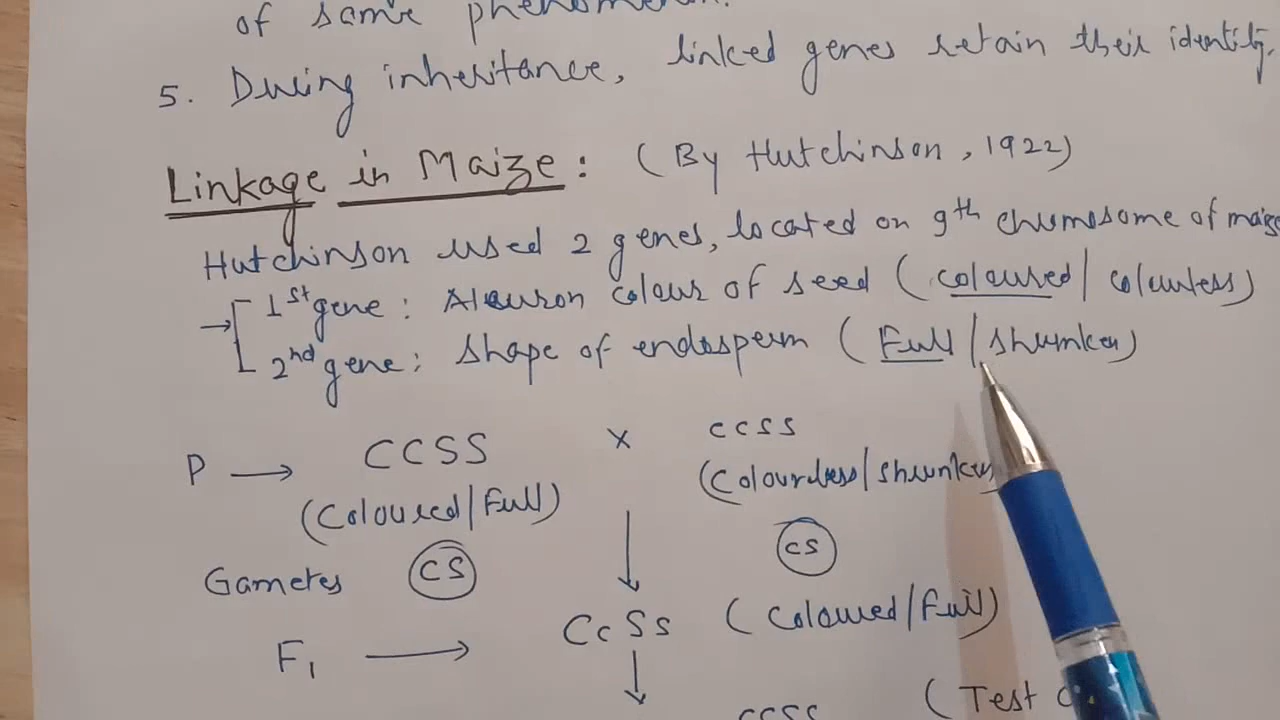 of same phenomenon.
5. During inheritance, linked genes retain their identity.
Linkage in Maize: (By Hutchinson, 1922)
Hutchinson used 2 genes, located on 9th chromosome of maize
→ 1st gene: Aleuron colour of seed (coloured/colourless)
2nd gene: Shape of endosperm (Full/shrunken)
P → CCSS × ccss
(Coloured/Full) (Colourless/shrunken
Gametes CS cs
F1 → CcSs (Coloured/Full)
ccss (Test